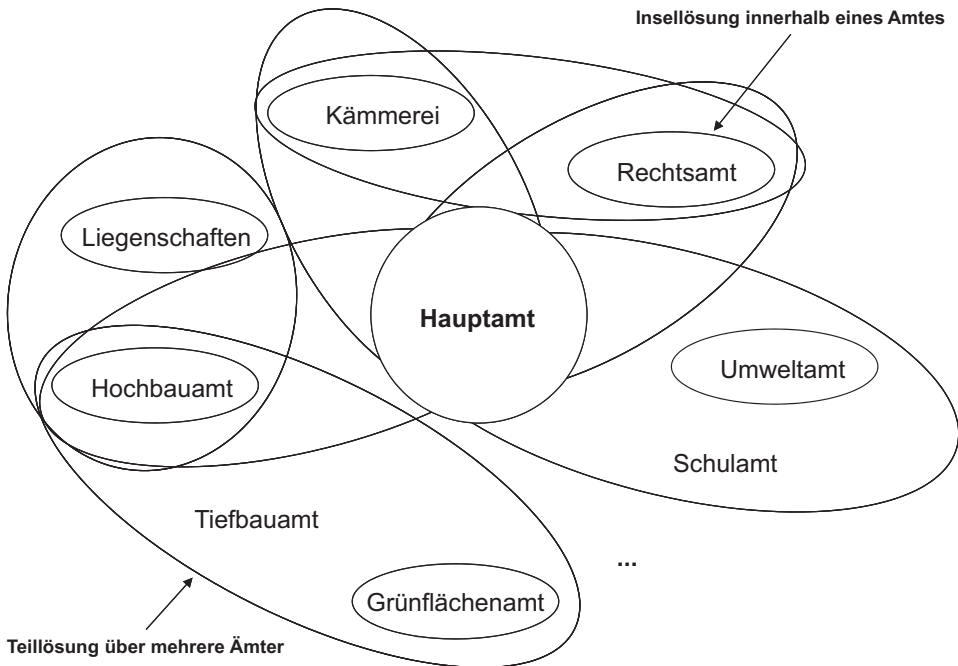 Insellösung innerhalb eines Amtes
Kämmerei
Rechtsamt
Liegenschaften
Hauptamt
Umweltamt
Hochbauamt
Schulamt
Tiefbauamt
...
Grünflächenamt
Teillösung über mehrere Ämter